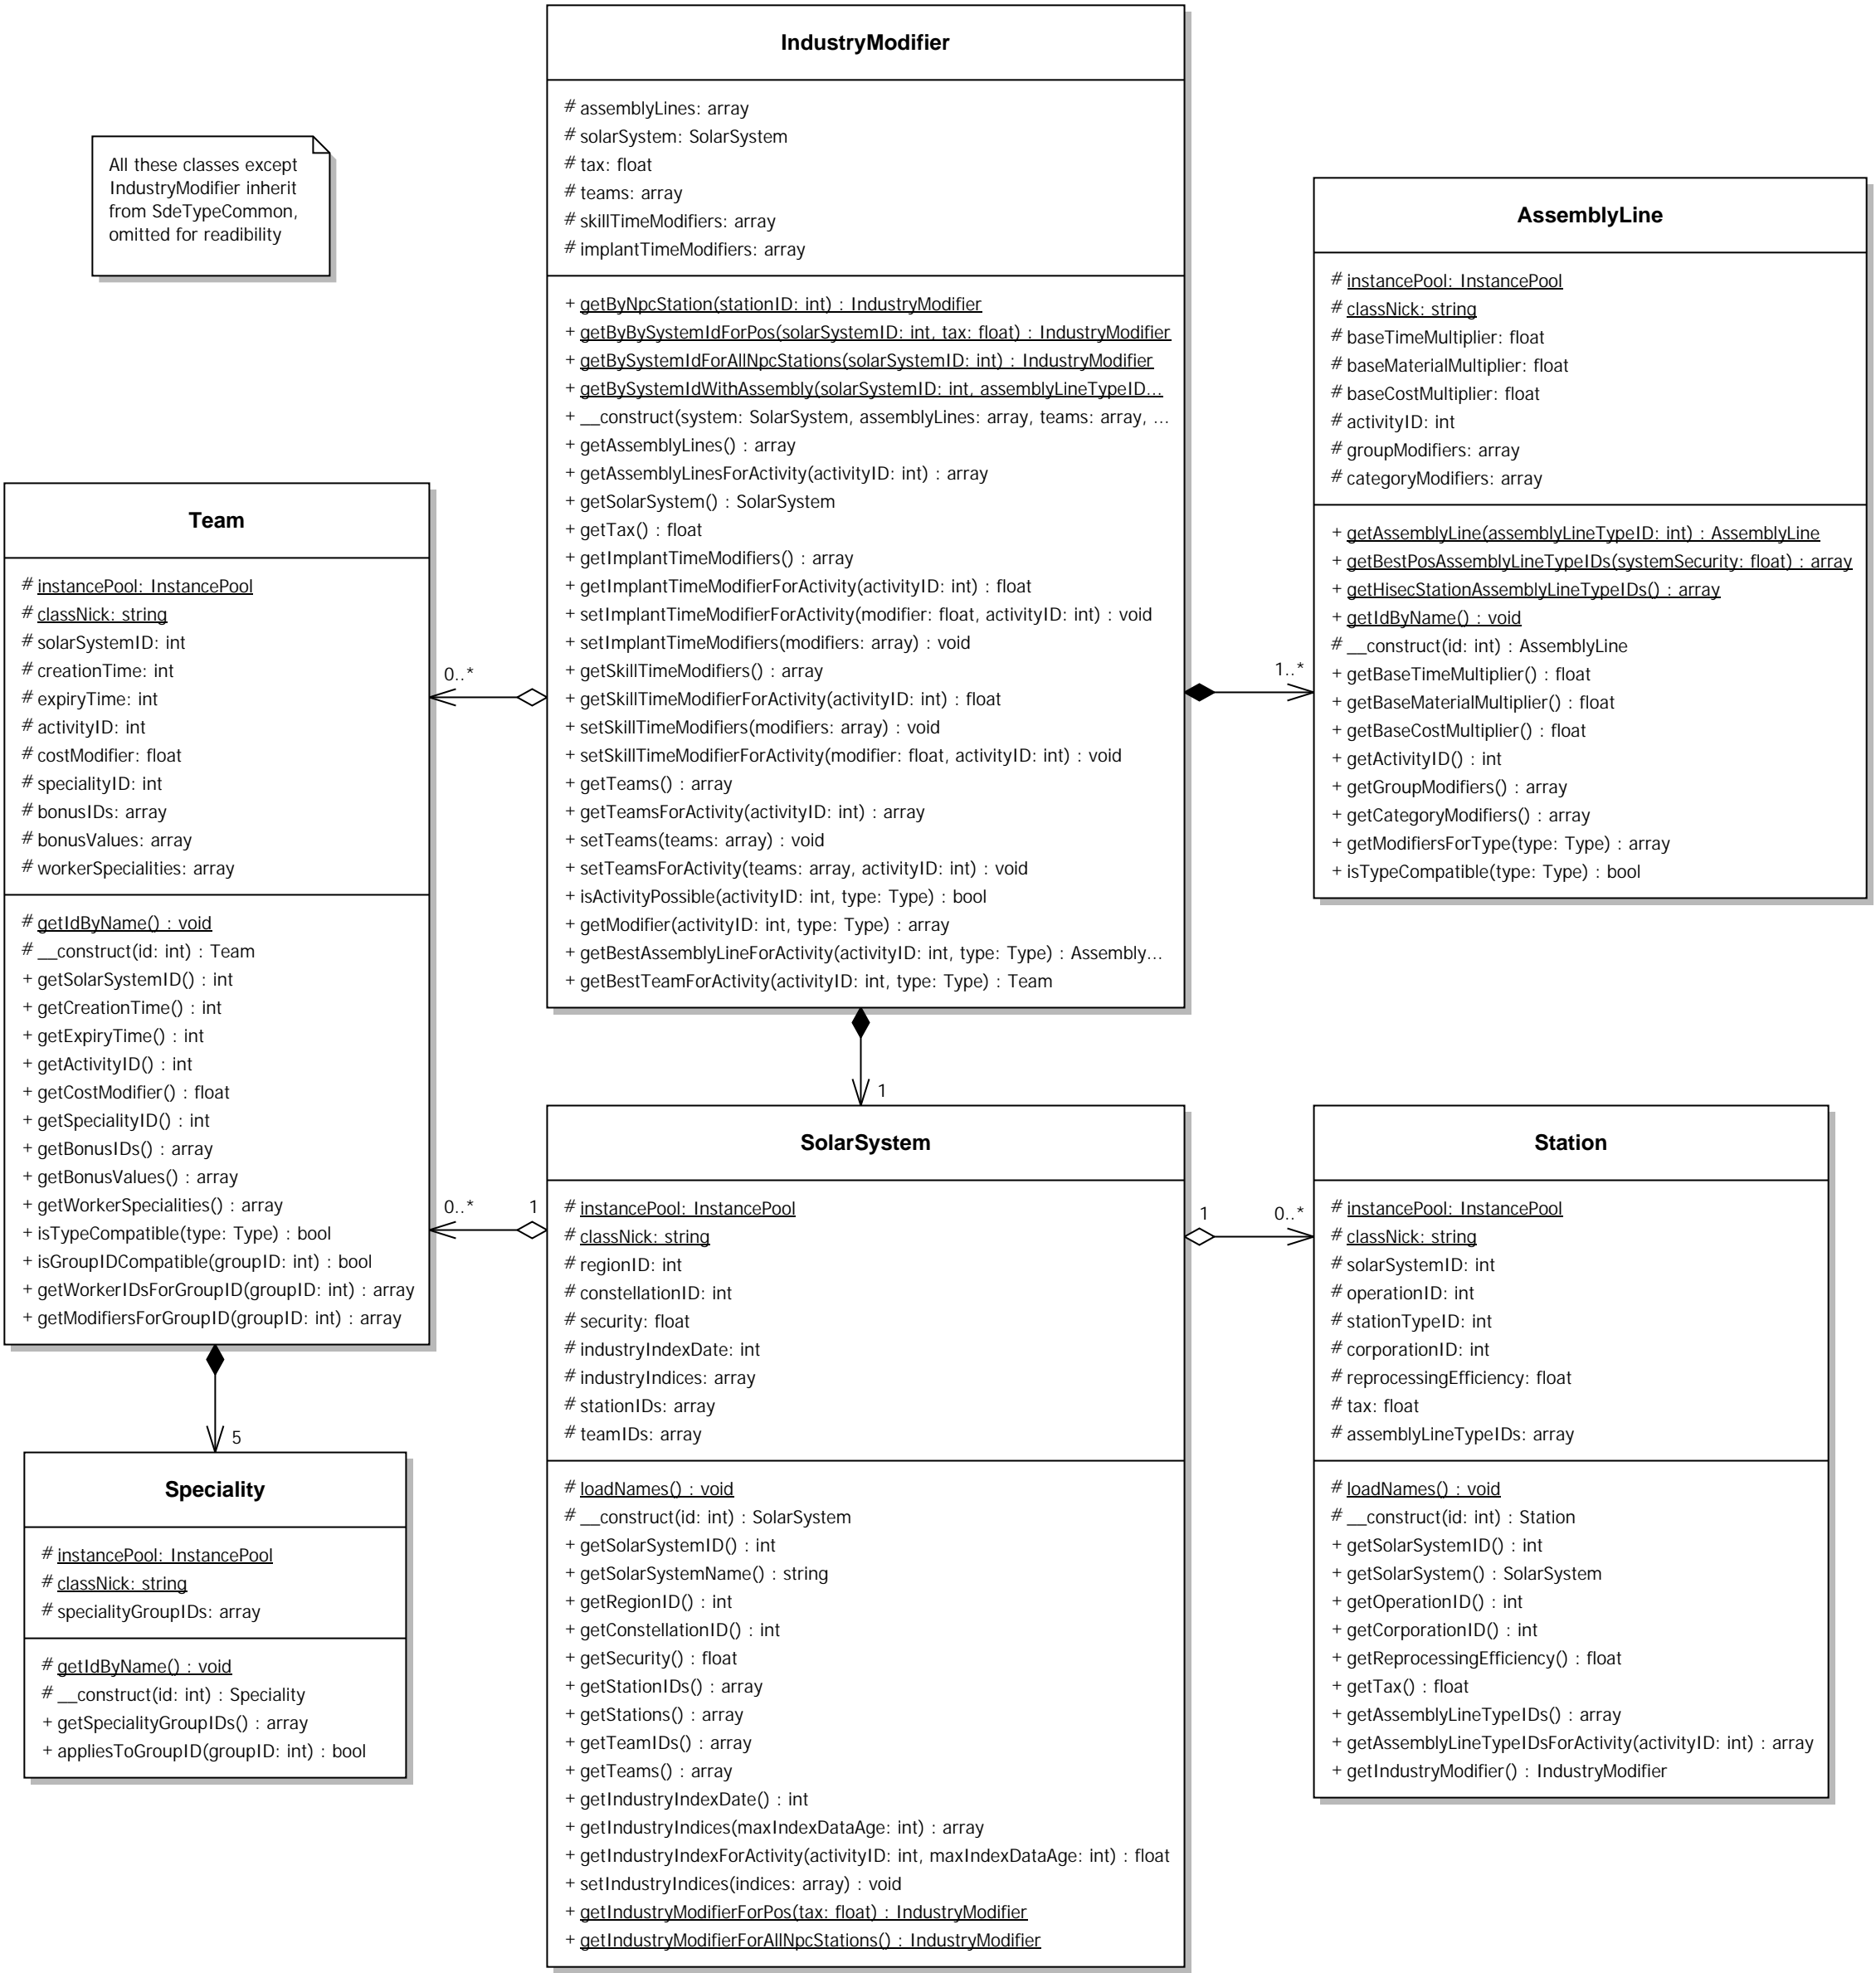 IndustryModifier
# assemblyLines: array
# solarSystem: SolarSystem
# tax: float
# teams: array
# skillTimeModifiers: array
# implantTimeModifiers: array
+ getByNpcStation(stationID: int) : IndustryModifier
+ getByBySystemIdForPos(solarSystemID: int, tax: float) : IndustryModifier
+ getBySystemIdForAllNpcStations(solarSystemID: int) : IndustryModifier
+ getBySystemIdWithAssembly(solarSystemID: int, assemblyLineTypeID...
+ __construct(system: SolarSystem, assemblyLines: array, teams: array, ...
+ getAssemblyLines() : array
+ getAssemblyLinesForActivity(activityID: int) : array
+ getSolarSystem() : SolarSystem
+ getTax() : float
+ getImplantTimeModifiers() : array
+ getImplantTimeModifierForActivity(activityID: int) : float
+ setImplantTimeModifierForActivity(modifier: float, activityID: int) : void
+ setImplantTimeModifiers(modifiers: array) : void
+ getSkillTimeModifiers() : array
+ getSkillTimeModifierForActivity(activityID: int) : float
+ setSkillTimeModifiers(modifiers: array) : void
+ setSkillTimeModifierForActivity(modifier: float, activityID: int) : void
+ getTeams() : array
+ getTeamsForActivity(activityID: int) : array
+ setTeams(teams: array) : void
+ setTeamsForActivity(teams: array, activityID: int) : void
+ isActivityPossible(activityID: int, type: Type) : bool
+ getModifier(activityID: int, type: Type) : array
+ getBestAssemblyLineForActivity(activityID: int, type: Type) : Assembly...
+ getBestTeamForActivity(activityID: int, type: Type) : Team
All these classes except
IndustryModifier inherit
from SdeTypeCommon,
omitted for readibility
AssemblyLine
# instancePool: InstancePool
# classNick: string
# baseTimeMultiplier: float
# baseMaterialMultiplier: float
# baseCostMultiplier: float
# activityID: int
# groupModifiers: array
# categoryModifiers: array
+ getAssemblyLine(assemblyLineTypeID: int) : AssemblyLine
+ getBestPosAssemblyLineTypeIDs(systemSecurity: float) : array
+ getHisecStationAssemblyLineTypeIDs() : array
+ getIdByName() : void
# __construct(id: int) : AssemblyLine
+ getBaseTimeMultiplier() : float
+ getBaseMaterialMultiplier() : float
+ getBaseCostMultiplier() : float
+ getActivityID() : int
+ getGroupModifiers() : array
+ getCategoryModifiers() : array
+ getModifiersForType(type: Type) : array
+ isTypeCompatible(type: Type) : bool
Team
# instancePool: InstancePool
# classNick: string
# solarSystemID: int
# creationTime: int
# expiryTime: int
# activityID: int
# costModifier: float
# specialityID: int
# bonusIDs: array
# bonusValues: array
# workerSpecialities: array
# getIdByName() : void
# __construct(id: int) : Team
+ getSolarSystemID() : int
+ getCreationTime() : int
+ getExpiryTime() : int
+ getActivityID() : int
+ getCostModifier() : float
+ getSpecialityID() : int
+ getBonusIDs() : array
+ getBonusValues() : array
+ getWorkerSpecialities() : array
+ isTypeCompatible(type: Type) : bool
+ isGroupIDCompatible(groupID: int) : bool
+ getWorkerIDsForGroupID(groupID: int) : array
+ getModifiersForGroupID(groupID: int) : array
0..*
1..*
1
0..* 1
1 0..*
5
SolarSystem
# instancePool: InstancePool
# classNick: string
# regionID: int
# constellationID: int
# security: float
# industryIndexDate: int
# industryIndices: array
# stationIDs: array
# teamIDs: array
# loadNames() : void
# __construct(id: int) : SolarSystem
+ getSolarSystemID() : int
+ getSolarSystemName() : string
+ getRegionID() : int
+ getConstellationID() : int
+ getSecurity() : float
+ getStationIDs() : array
+ getStations() : array
+ getTeamIDs() : array
+ getTeams() : array
+ getIndustryIndexDate() : int
+ getIndustryIndices(maxIndexDataAge: int) : array
+ getIndustryIndexForActivity(activityID: int, maxIndexDataAge: int) : float
+ setIndustryIndices(indices: array) : void
+ getIndustryModifierForPos(tax: float) : IndustryModifier
+ getIndustryModifierForAllNpcStations() : IndustryModifier
Station
# instancePool: InstancePool
# classNick: string
# solarSystemID: int
# operationID: int
# stationTypeID: int
# corporationID: int
# reprocessingEfficiency: float
# tax: float
# assemblyLineTypeIDs: array
# loadNames() : void
# __construct(id: int) : Station
+ getSolarSystemID() : int
+ getSolarSystem() : SolarSystem
+ getOperationID() : int
+ getCorporationID() : int
+ getReprocessingEfficiency() : float
+ getTax() : float
+ getAssemblyLineTypeIDs() : array
+ getAssemblyLineTypeIDsForActivity(activityID: int) : array
+ getIndustryModifier() : IndustryModifier
Speciality
# instancePool: InstancePool
# classNick: string
# specialityGroupIDs: array
# getIdByName() : void
# __construct(id: int) : Speciality
+ getSpecialityGroupIDs() : array
+ appliesToGroupID(groupID: int) : bool